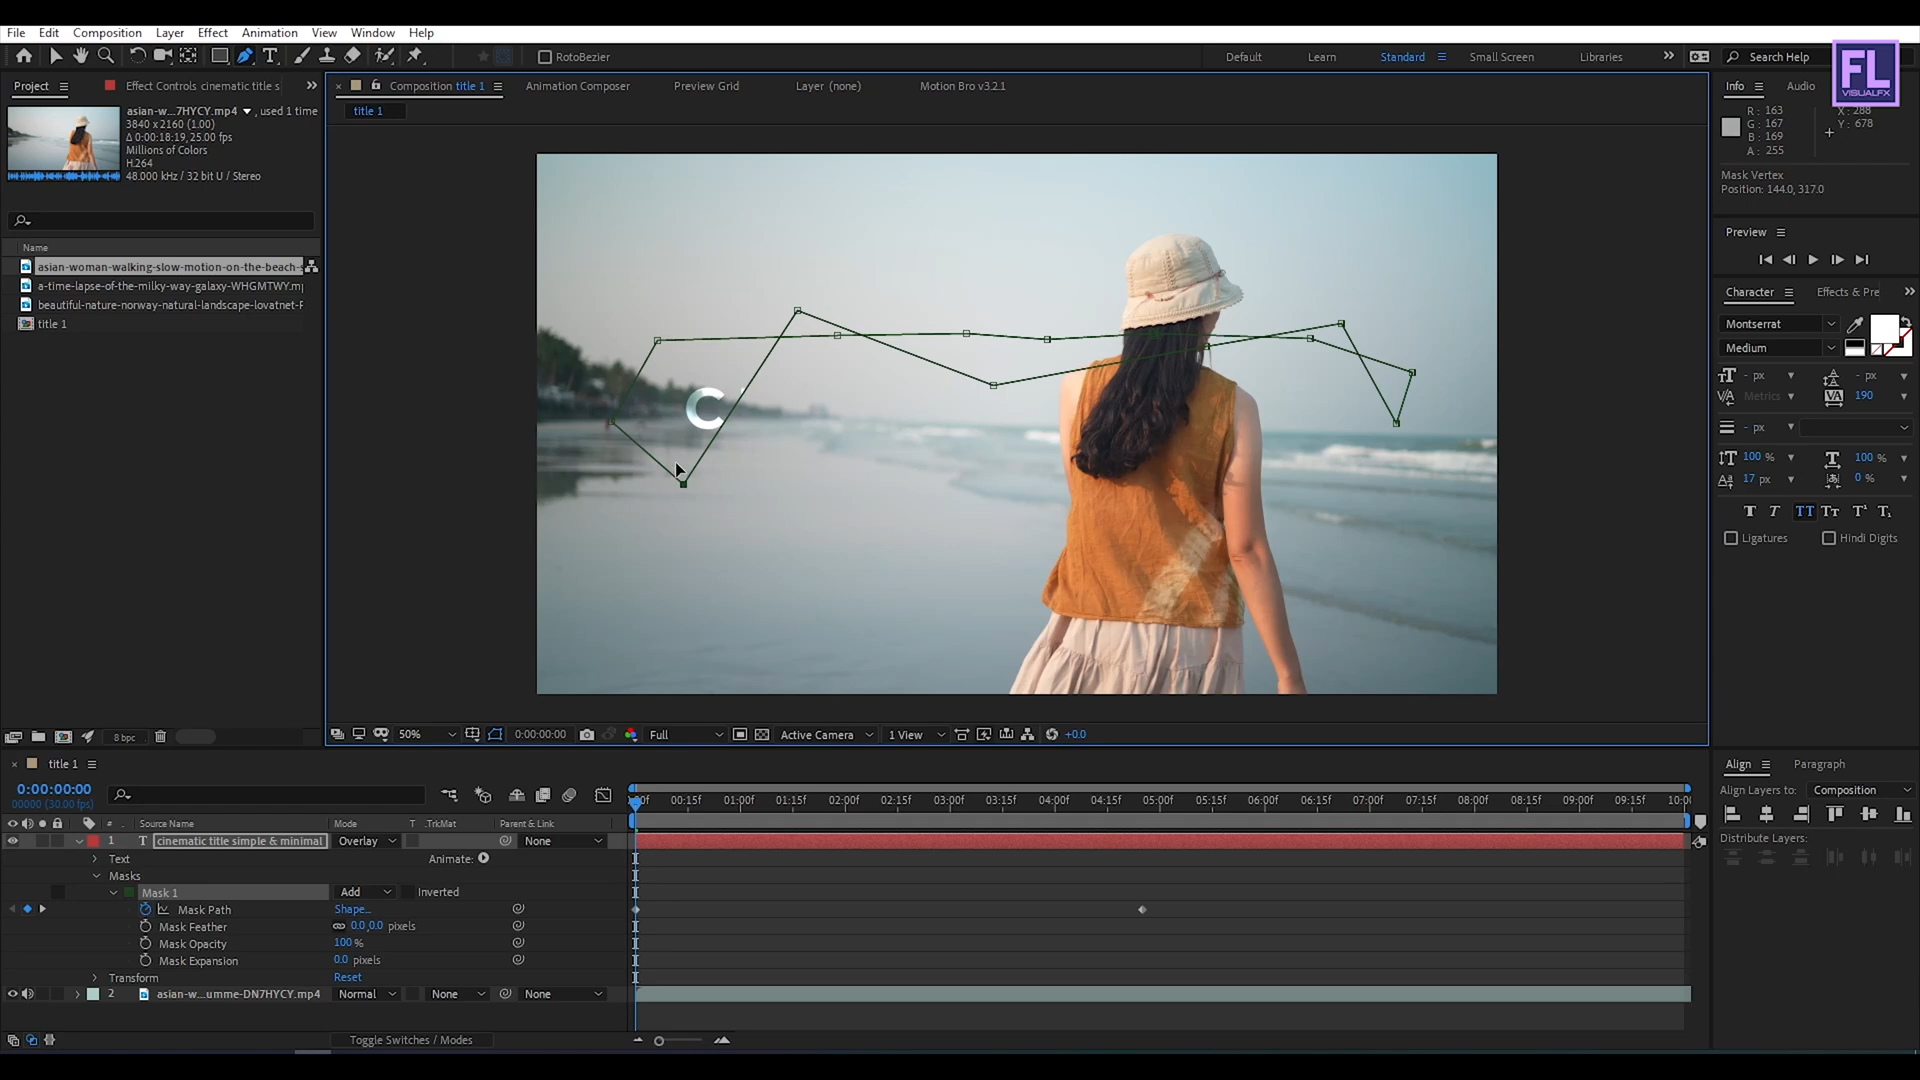 File Edit Composition Layer Effect Animation View Window Help
RotoBezier
Default Learn Standard Small Screen Libraries Search Help
FL
VISUALFX
Project Effect Controls cinematic title s
asian-w...7HYCY.mp4 , used 1 time
3840 x 2160 (1.00)
Δ 0:00:18:19, 25.00 fps
Millions of Colors
H.264
48.000 kHz / 32 bit U / Stereo
Name
asian-woman-walking-slow-motion-on-the-beach-
a-time-lapse-of-the-milky-way-galaxy-WHGMTWY.m
beautiful-nature-norway-natural-landscape-lovatnet-F
title 1
8 bpc
Composition title 1 Animation Composer Preview Grid Layer (none) Motion Bro v3.2.1
title 1
C
50% 0:00:00:00 Full Active Camera 1 View +0.0
Info Audio
R : 163
G : 167
B : 169
A : 255
X : 288
Y : 678
Mask Vertex
Position: 144.0, 317.0
Preview
Character Effects & Pre
Montserrat
Medium
- px - px
Metrics 190
- px
100 % 100 %
17 px 0 %
Ligatures Hindi Digits
title 1
0:00:00:00
00000 (30.00 fps)
:00f 00:15f 01:00f 01:15f 02:00f 02:15f 03:00f 03:15f 04:00f 04:15f 05:00f 05:15f 06:00f 06:15f 07:00f 07:15f 08:00f 08:15f 09:00f 09:15f 10:00
# Source Name Mode T .TrkMat Parent & Link
1 T cinematic title simple & minimal Overlay None
Text Animate:
Masks
Mask 1 Add Inverted
Mask Path Shape...
Mask Feather 0.0,0.0 pixels
Mask Opacity 100 %
Mask Expansion 0.0 pixels
Transform Reset
2 asian-w...umme-DN7HYCY.mp4 Normal None None
Toggle Switches / Modes
Align Paragraph
Align Layers to: Composition
Distribute Layers: